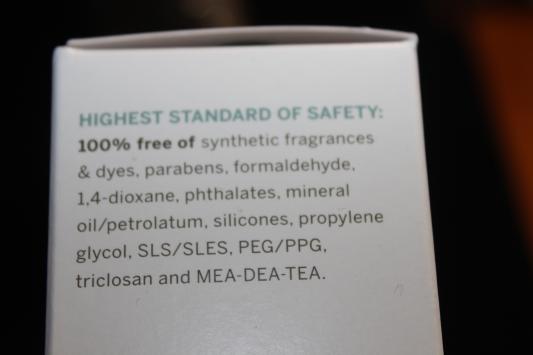 HIGHEST STANDARD OF SAFETY:
100% free of synthetic fragrances
& dyes, parabens, formaldehyde,
1,4-dioxane, phthalates, mineral
oil/petrolatum, silicones, propylene
glycol, SLS/SLES, PEG/PPG,
triclosan and MEA-DEA-TEA.